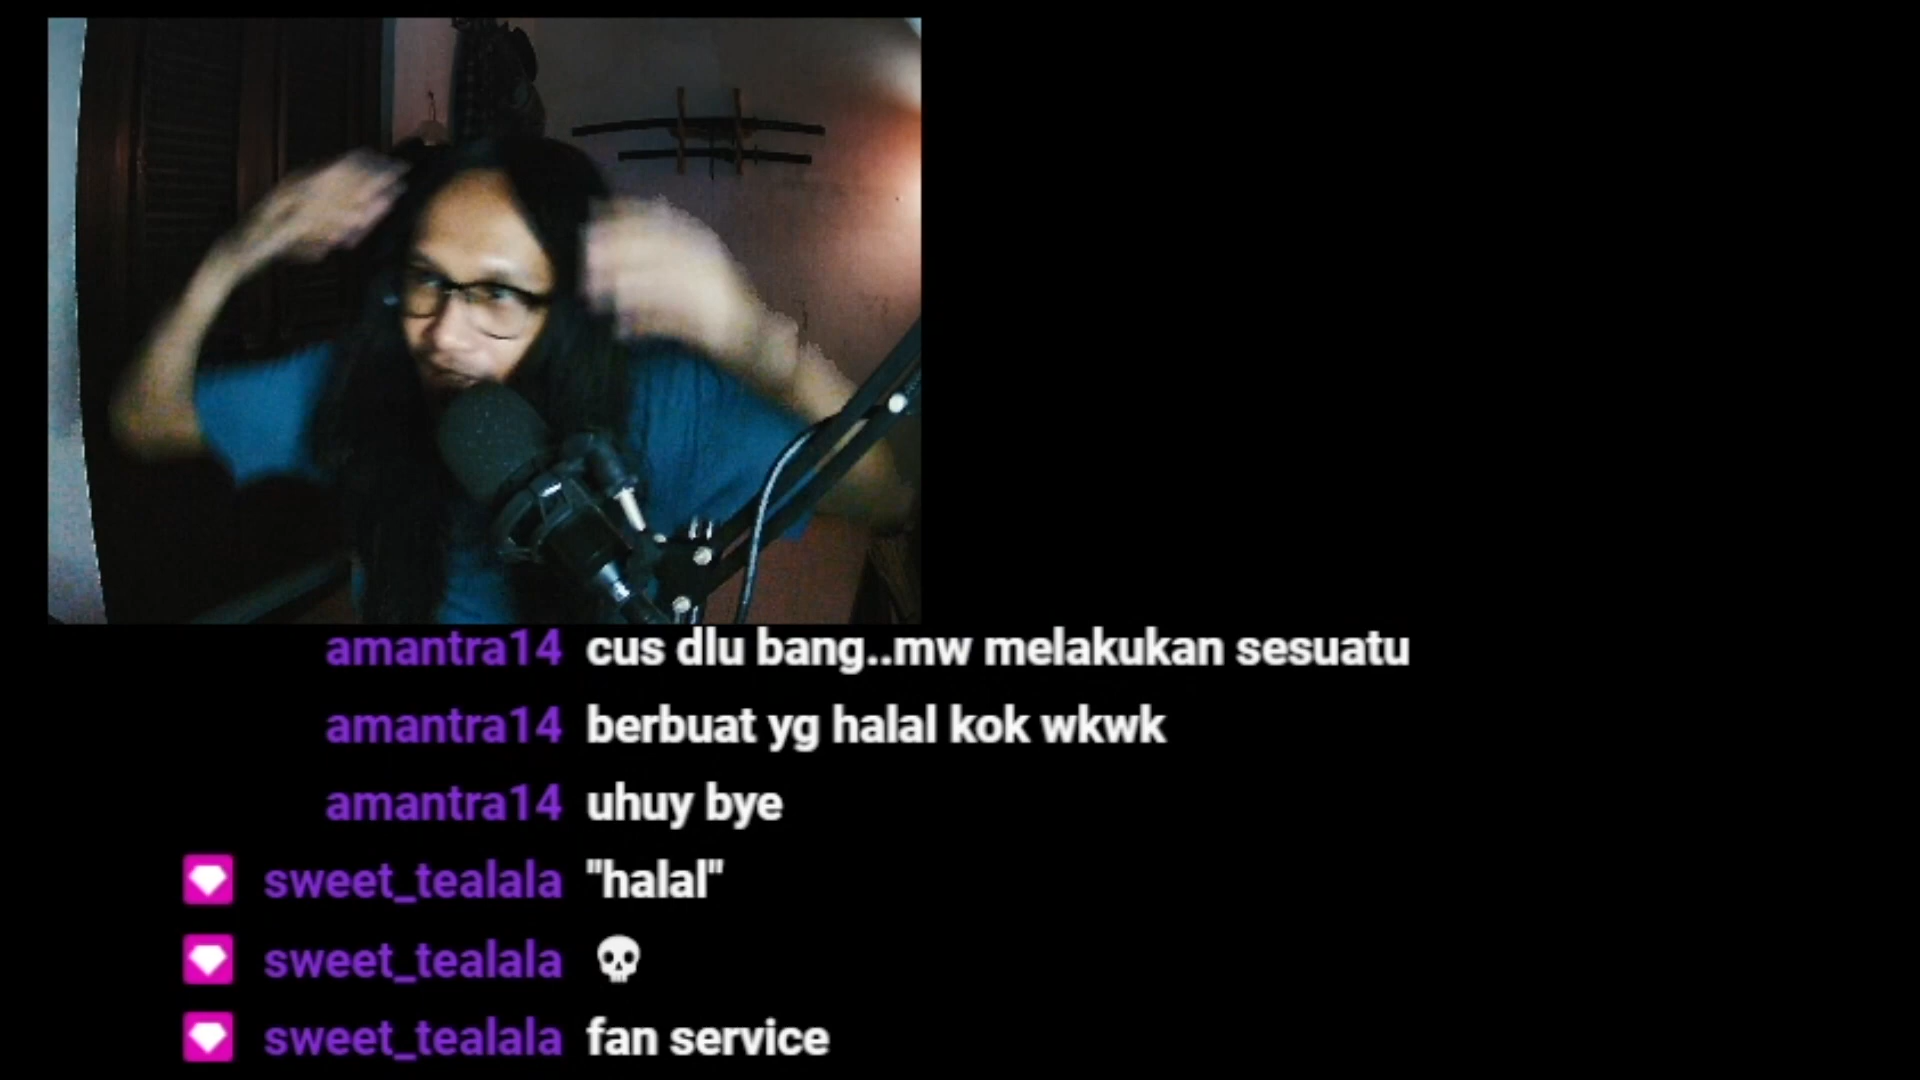 amantra14 cus dlu bang..mw melakukan sesuatu
amantra14 berbuat yg halal kok wkwk
amantra14 uhuy bye
sweet_tealala "halal"
sweet_tealala 💀
sweet_tealala fan service